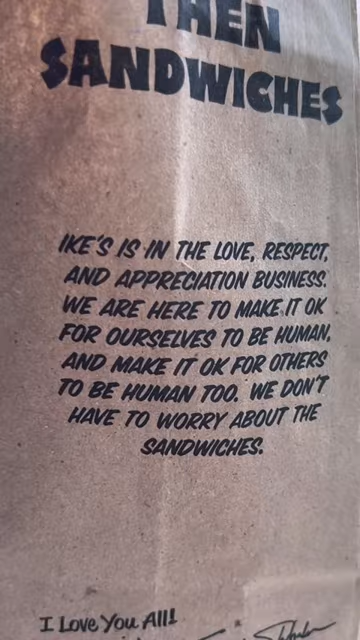 THEN
SANDWICHES
IKE'S IS IN THE LOVE, RESPECT,
AND APPRECIATION BUSINESS.
WE ARE HERE TO MAKE IT OK
FOR OURSELVES TO BE HUMAN,
AND MAKE IT OK FOR OTHERS
TO BE HUMAN TOO. WE DON'T
HAVE TO WORRY ABOUT THE
SANDWICHES.
I Love You All!